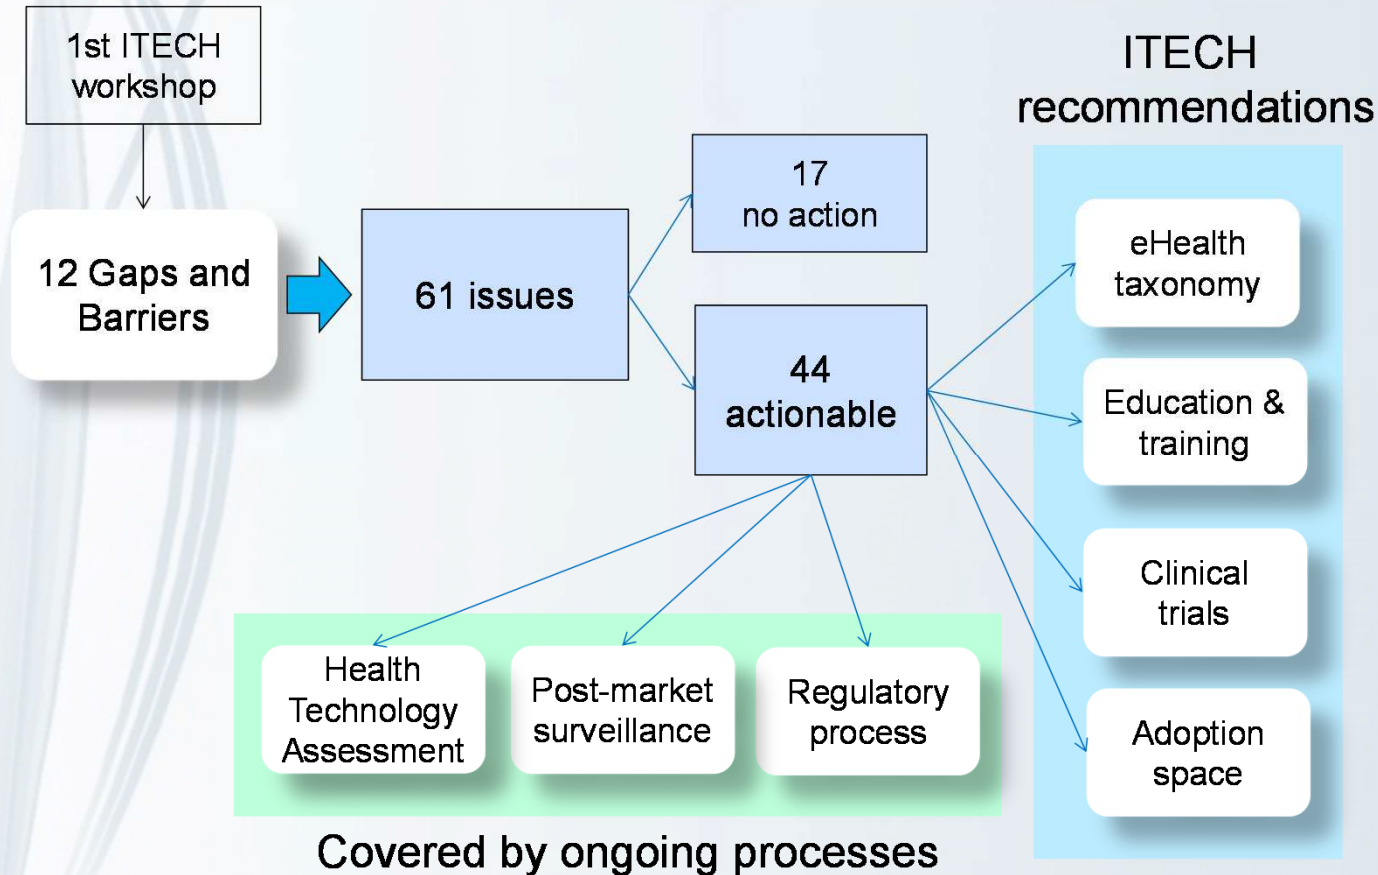 1st ITECH
workshop
12 Gaps and
Barriers
61 issues
17
no action
44
actionable
ITECH
recommendations
eHealth
taxonomy
Education &
training
Clinical
trials
Adoption
space
Health
Technology
Assessment
Post-market
surveillance
Regulatory
process
Covered by ongoing processes